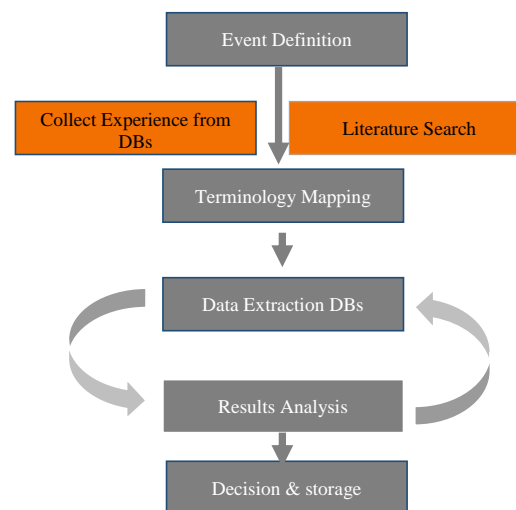 Event Definition
Collect Experience from
DBs
Literature Search
Terminology Mapping
Data Extraction DBs
Results Analysis
Decision & storage